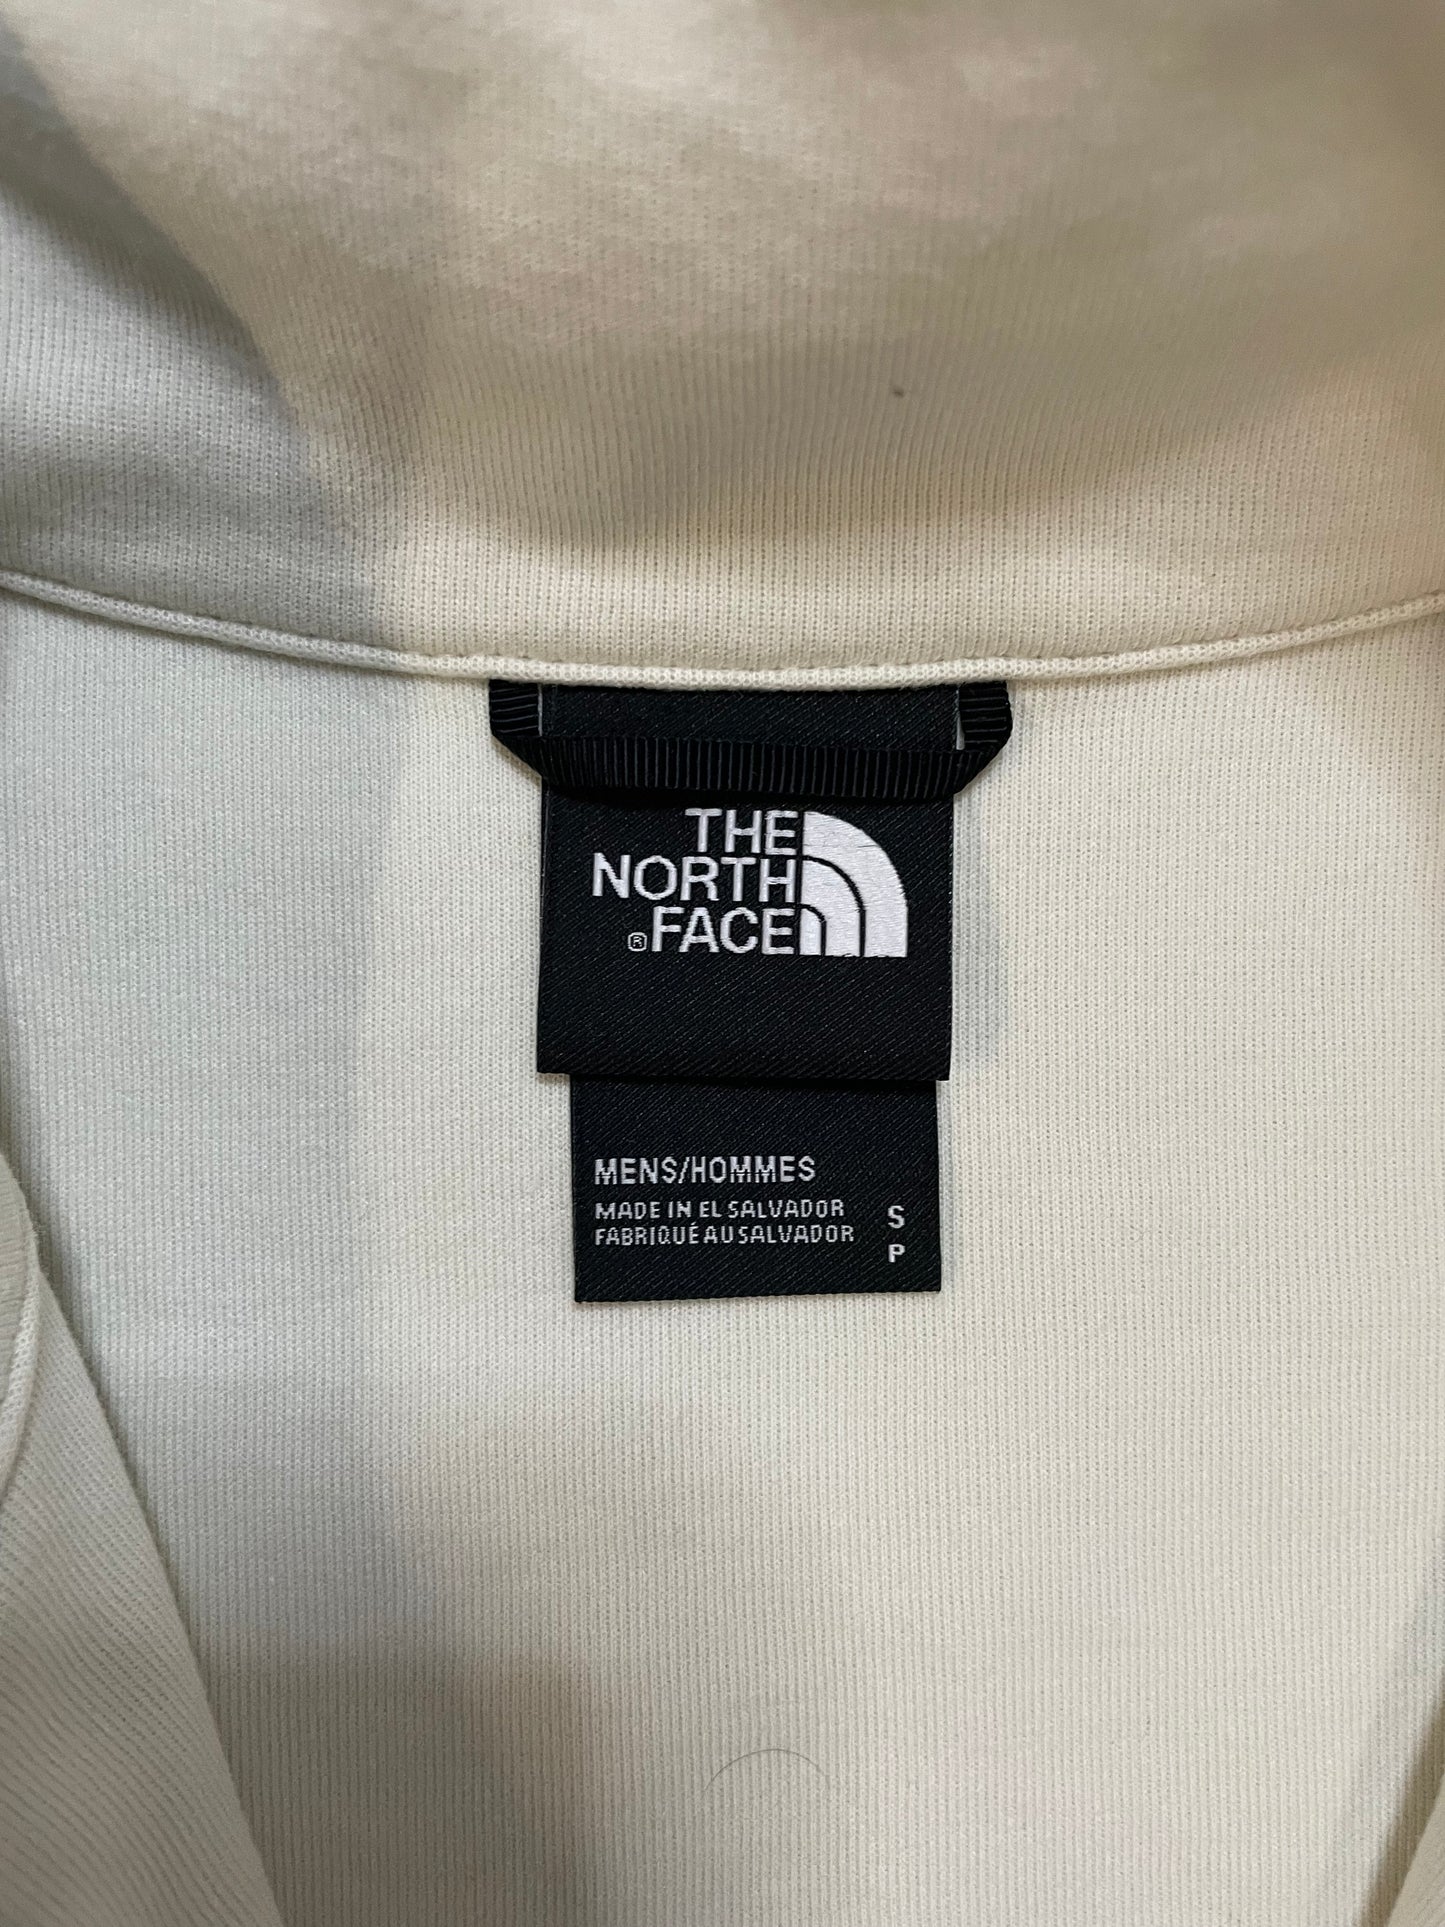 THE
NORTH
®FACE
MENS/HOMMES
MADE IN EL SALVADOR
FABRIQUÉ AU SALVADOR
S
P